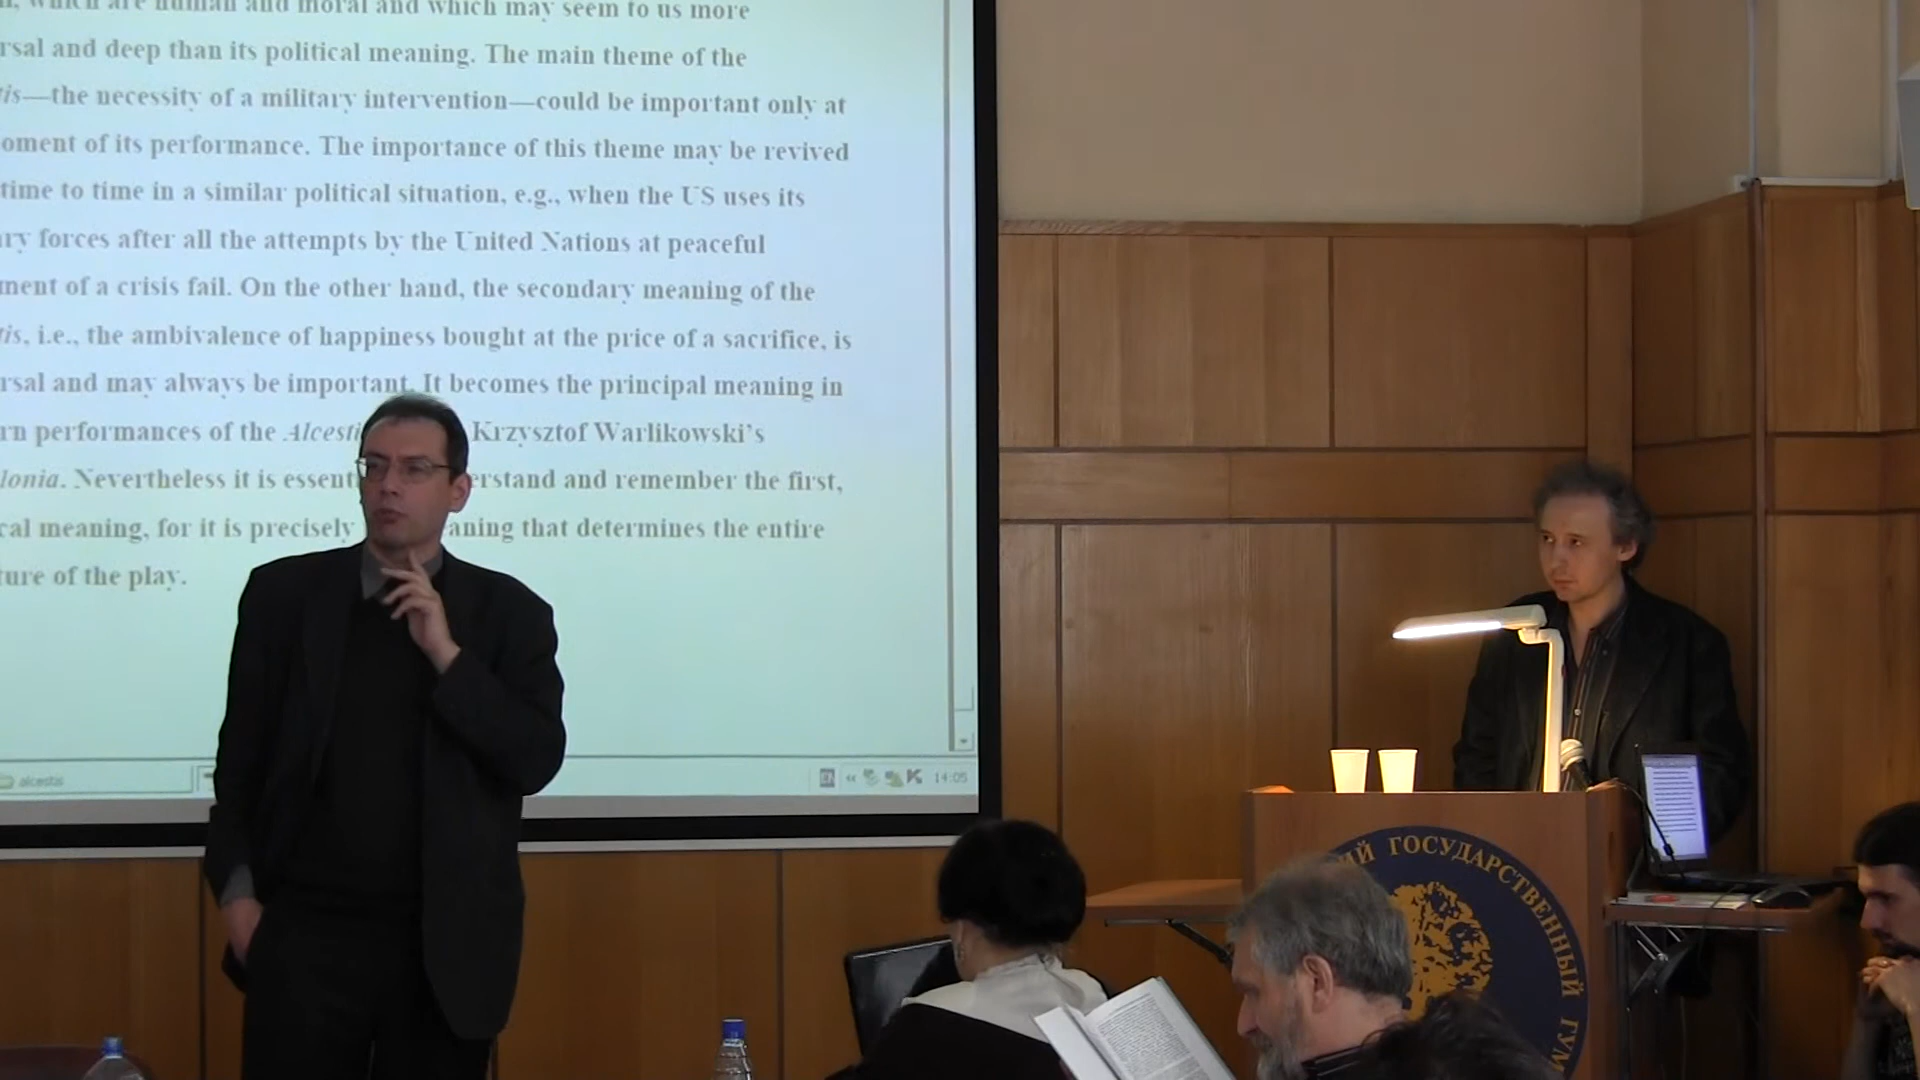 which are human and moral and which may seem to us more
rsal and deep than its political meaning. The main theme of the
tis—the necessity of a military intervention—could be important only at
oment of its performance. The importance of this theme may be revived
time to time in a similar political situation, e.g., when the US uses its
ary forces after all the attempts by the United Nations at peaceful
ment of a crisis fail. On the other hand, the secondary meaning of the
tis, i.e., the ambivalence of happiness bought at the price of a sacrifice, is
rsal and may always be important. It becomes the principal meaning in
rn performances of the Alcesti Krzysztof Warlikowski's
lonia. Nevertheless it is essent erstand and remember the first,
cal meaning, for it is precisely aning that determines the entire
ture of the play.
alcestis
EN « K 14:05
ИЙ ГОСУДАРСТВЕННЫЙ ГУМ